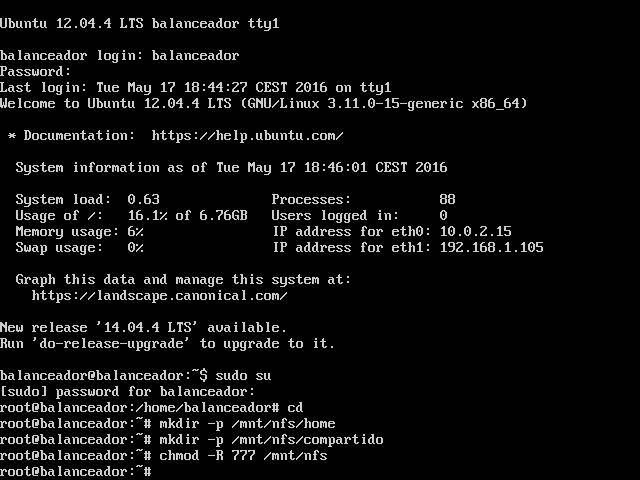 Ubuntu 12.04.4 LTS balanceador tty1
balanceador login: balanceador
Password:
Last login: Tue May 17 18:44:27 CEST 2016 on tty1
Welcome to Ubuntu 12.04.4 LTS (GNU/Linux 3.11.0-15-generic x86_64)
* Documentation:  https://help.ubuntu.com/
System information as of Tue May 17 18:46:01 CEST 2016
System load:  0.63                Processes:           88
Usage of /:   16.1% of 6.76GB   Users logged in:     0
Memory usage: 6%                IP address for eth0: 10.0.2.15
Swap usage:   0%                IP address for eth1: 192.168.1.105
Graph this data and manage this system at:
https://landscape.canonical.com/
New release '14.04.4 LTS' available.
Run 'do-release-upgrade' to upgrade to it.
balanceador@balanceador:~$ sudo su
[sudo] password for balanceador:
root@balanceador:/home/balanceador# cd
root@balanceador:~# mkdir -p /mnt/nfs/home
root@balanceador:~# mkdir -p /mnt/nfs/compartido
root@balanceador:~# chmod -R 777 /mnt/nfs
root@balanceador:~#